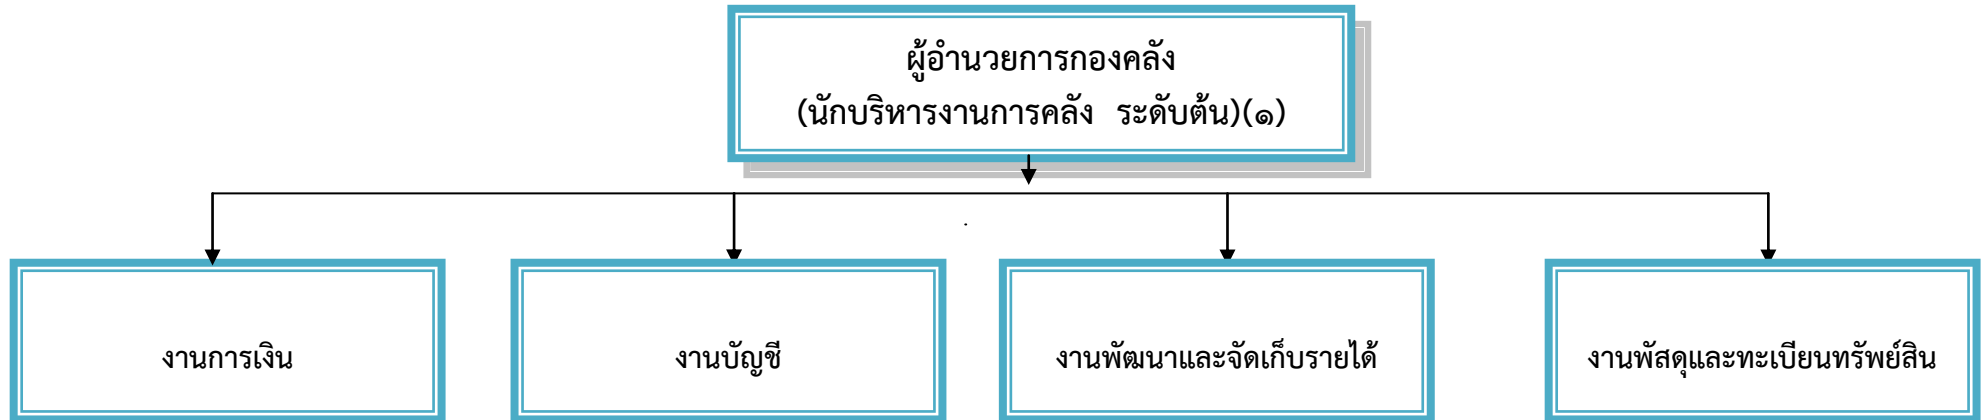 ผู้อำนวยการกองคลัง
(นักบริหารงานการคลัง ระดับต้น)(๑)
งานการเงิน
งานบัญชี
งานพัฒนาและจัดเก็บรายได้
งานพัสดุและทะเบียนทรัพย์สิน